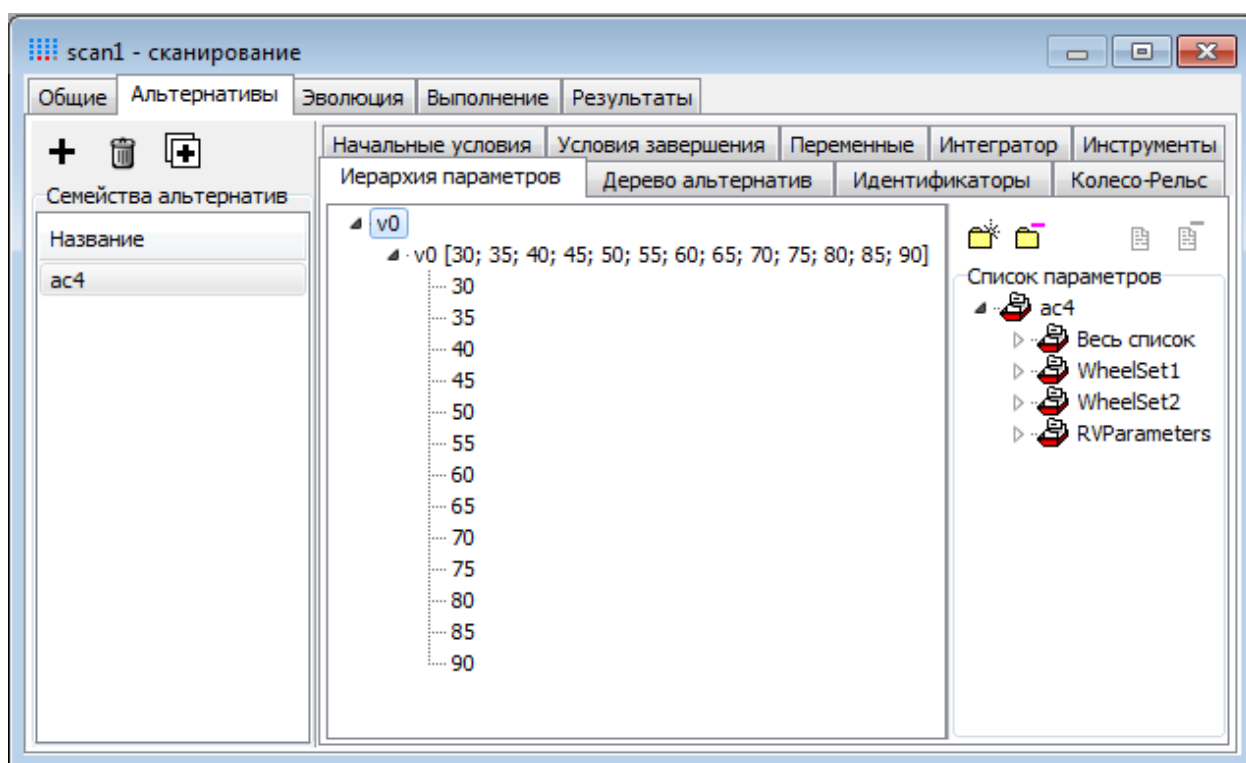 scan1 - сканирование
Общие Альтернативы Эволюция Выполнение Результаты
Начальные условия Условия завершения Переменные Интегратор Инструменты
Иерархия параметров Дерево альтернатив Идентификаторы Колесо-Рельс
Семейства альтернатив
Название
ac4
v0
v0 [30; 35; 40; 45; 50; 55; 60; 65; 70; 75; 80; 85; 90]
30
35
40
45
50
55
60
65
70
75
80
85
90
Список параметров
ac4
Весь список
WheelSet1
WheelSet2
RVParameters